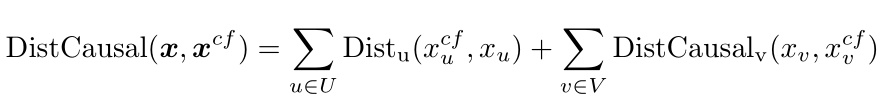 DistCausal(𝒙, 𝒙^{cf}) = ∑_{u∈U} Dist_u(x_u^{cf}, x_u) + ∑_{v∈V} DistCausal_v(x_v, x_v^{cf})